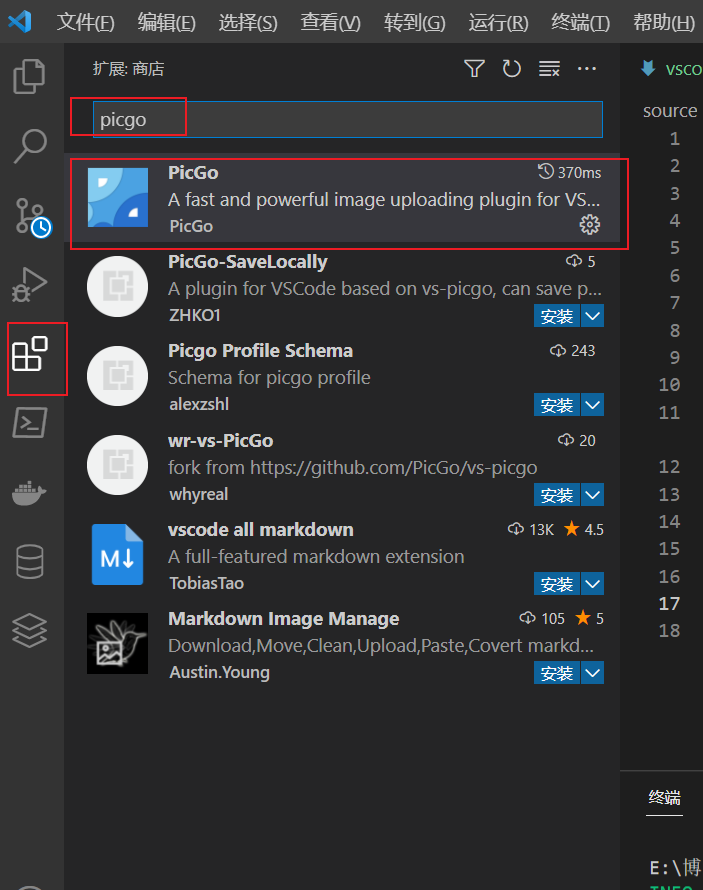 文件(F) 编辑(E) 选择(S) 查看(V) 转到(G) 运行(R) 终端(T) 帮助(H)
扩展: 商店
picgo
PicGo 370ms
A fast and powerful image uploading plugin for VS...
PicGo
PicGo-SaveLocally 5
A plugin for VSCode based on vs-picgo, can save p...
ZHKO1 安装
Picgo Profile Schema 243
Schema for picgo profile
alexzshl 安装
wr-vs-PicGo 20
fork from https://github.com/PicGo/vs-picgo
whyreal 安装
vscode all markdown 13K 4.5
A full-featured markdown extension
TobiasTao 安装
M
Markdown Image Manage 105 5
Download,Move,Clean,Upload,Paste,Covert markd...
Austin.Young 安装
vsco
source
1
2
3
4
5
6
7
8
9
10
11
12
13
14
15
16
17
18
终端
E:\博
INFO